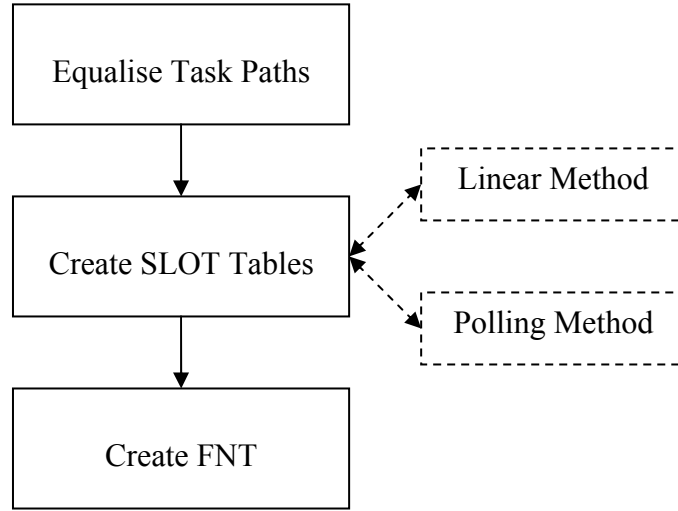 Equalise Task Paths
Linear Method
Create SLOT Tables
Polling Method
Create FNT